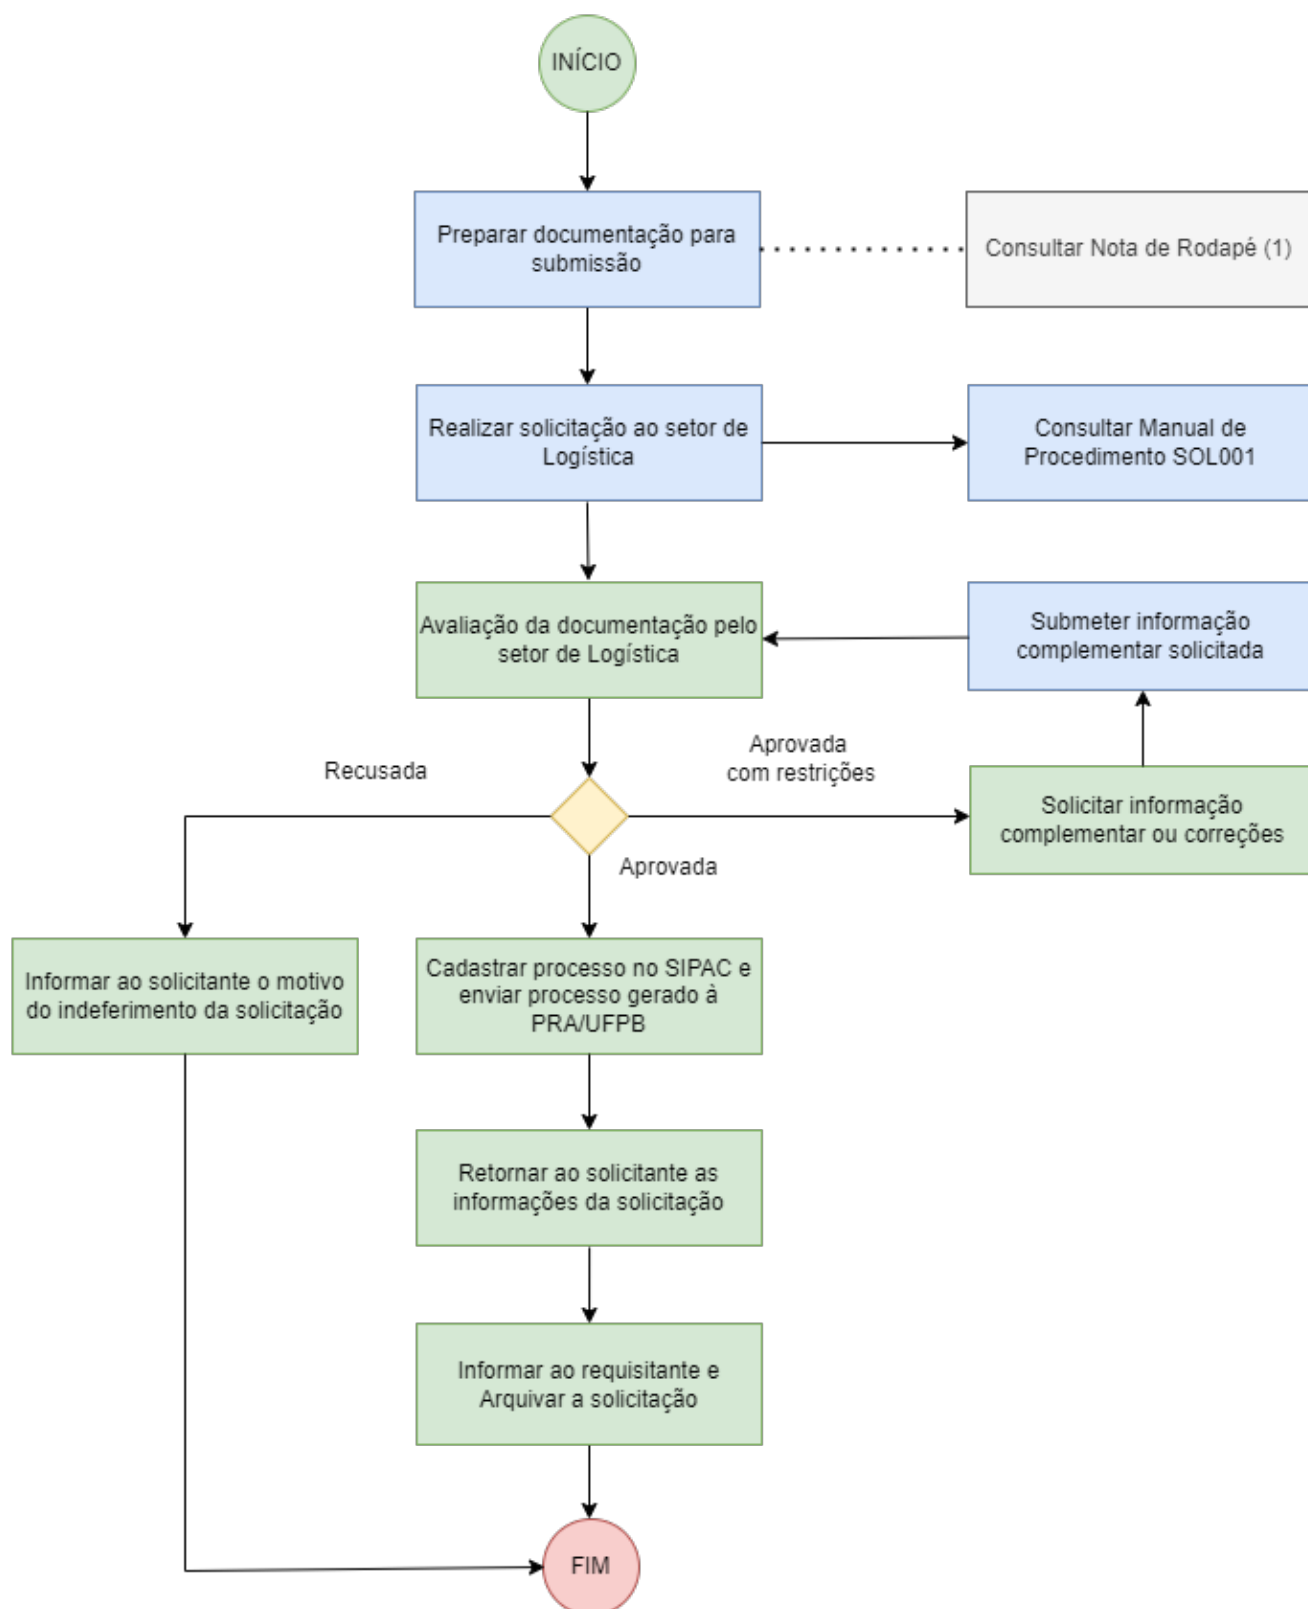 INÍCIO
Preparar documentação para
submissão
Consultar Nota de Rodapé (1)
Realizar solicitação ao setor de
Logística
Consultar Manual de
Procedimento SOL001
Avaliação da documentação pelo
setor de Logística
Submeter informação
complementar solicitada
Recusada
Aprovada
com restrições
Solicitar informação
complementar ou correções
Aprovada
Informar ao solicitante o motivo
do indeferimento da solicitação
Cadastrar processo no SIPAC e
enviar processo gerado à
PRA/UFPB
Retornar ao solicitante as
informações da solicitação
Informar ao requisitante e
Arquivar a solicitação
FIM